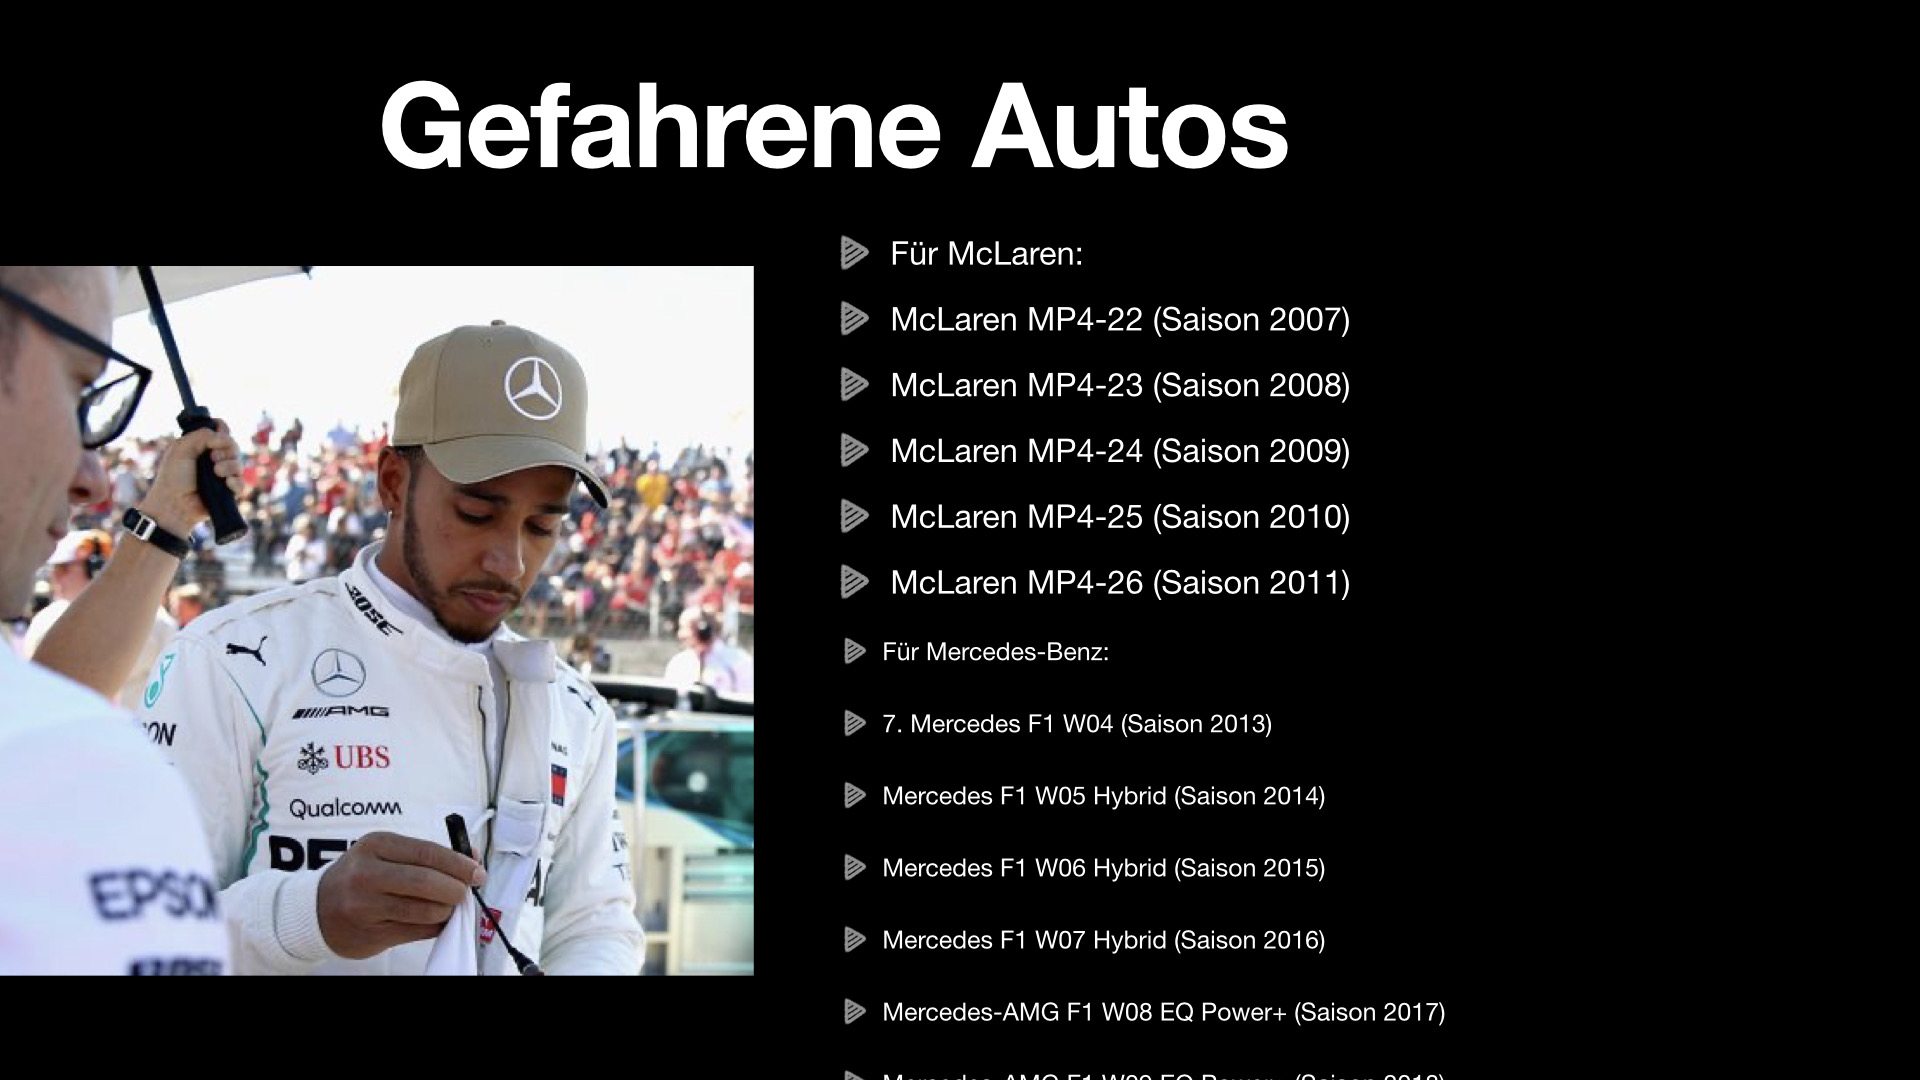 Gefahrene Autos
Für McLaren:
McLaren MP4-22 (Saison 2007)
McLaren MP4-23 (Saison 2008)
McLaren MP4-24 (Saison 2009)
McLaren MP4-25 (Saison 2010)
McLaren MP4-26 (Saison 2011)
Für Mercedes-Benz:
7. Mercedes F1 W04 (Saison 2013)
Mercedes F1 W05 Hybrid (Saison 2014)
Mercedes F1 W06 Hybrid (Saison 2015)
Mercedes F1 W07 Hybrid (Saison 2016)
Mercedes-AMG F1 W08 EQ Power+ (Saison 2017)
BOSE
AMG
UBS
Qualcomm
EPSON